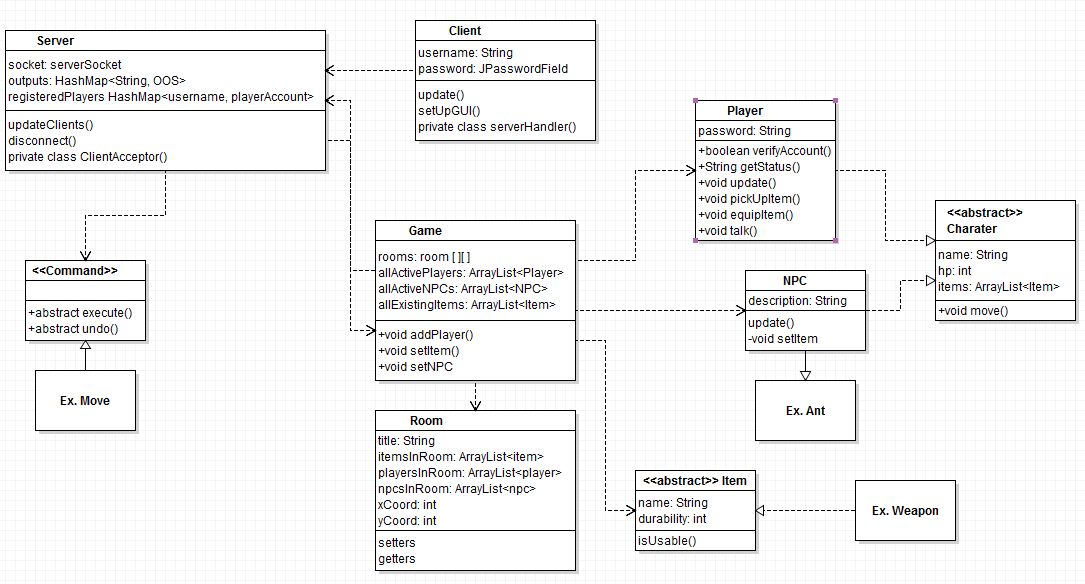 Server
socket: serverSocket
outputs: HashMap<String, OOS>
registeredPlayers HashMap<username, playerAccount>
updateClients()
disconnect()
private class ClientAcceptor()
Client
username: String
password: JPasswordField
update()
setUpGUI()
private class serverHandler()
Player
password: String
+boolean verifyAccount()
+String getStatus()
+void update()
+void pickUpItem()
+void equipItem()
+void talk()
<<abstract>>
Charater
name: String
hp: int
items: ArrayList<Item>
+void move()
Game
rooms: room [ ][ ]
allActivePlayers: ArrayList<Player>
allActiveNPCs: ArrayList<NPC>
allExistingItems: ArrayList<Item>
+void addPlayer()
+void setItem()
+void setNPC
<<Command>>
+abstract execute()
+abstract undo()
Ex. Move
NPC
description: String
update()
-void setItem
Ex. Ant
Room
title: String
itemsInRoom: ArrayList<item>
playersInRoom: ArrayList<player>
npcsInRoom: ArrayList<npc>
xCoord: int
yCoord: int
setters
getters
<<abstract>> Item
name: String
durability: int
isUsable()
Ex. Weapon